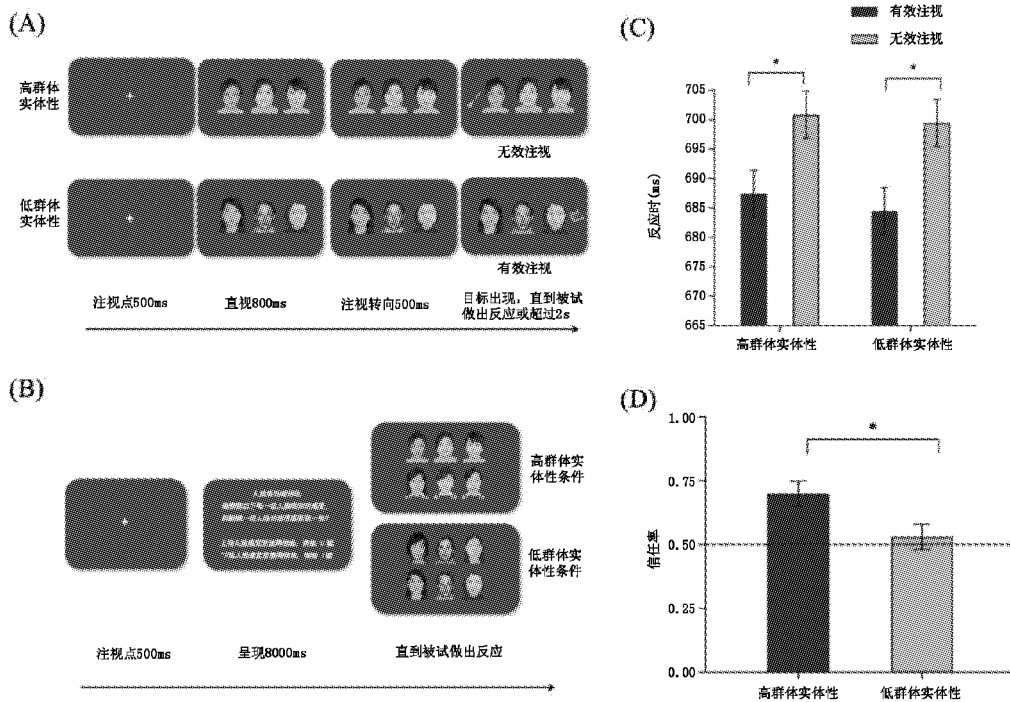 (A)
高群体
实体性
无效注视
低群体
实体性
有效注视
注视点500ms
直视800ms
注视转向500ms
目标出现，直到被试
做出反应或超过2s
(B)
高群体实
体性条件
低群体实
体性条件
注视点500ms
呈现8000ms
直到被试做出反应
(C)
有效注视
无效注视
*
*
705
700
695
690
685
680
675
670
665
反应时(ms)
高群体实体性
低群体实体性
(D)
*
1.00
0.75
0.50
0.25
0.00
信任率
高群体实体性
低群体实体性